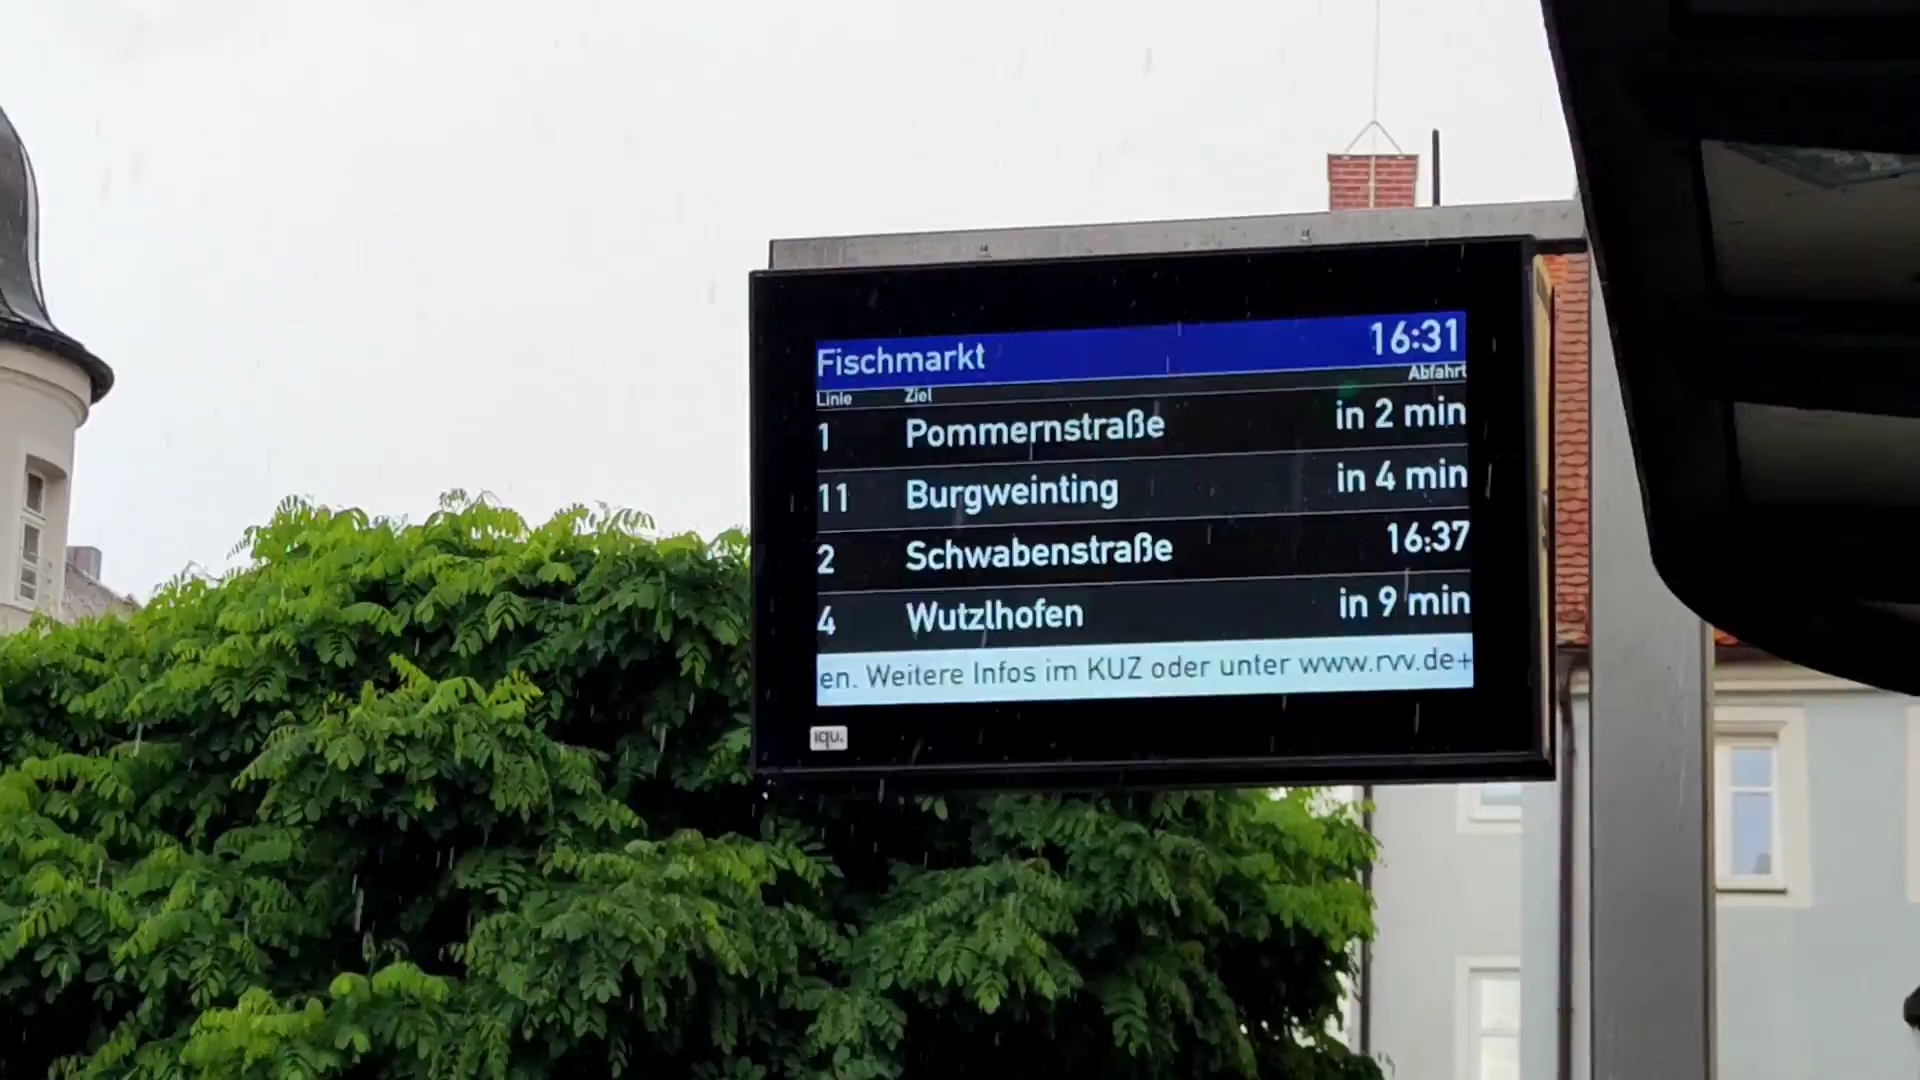 Fischmarkt 16:31
Linie Ziel Abfahrt
1 Pommernstraße in 2 min
11 Burgweinting in 4 min
2 Schwabenstraße 16:37
4 Wutzlhofen in 9 min
en. Weitere Infos im KUZ oder unter www.rvv.de+
iqu.